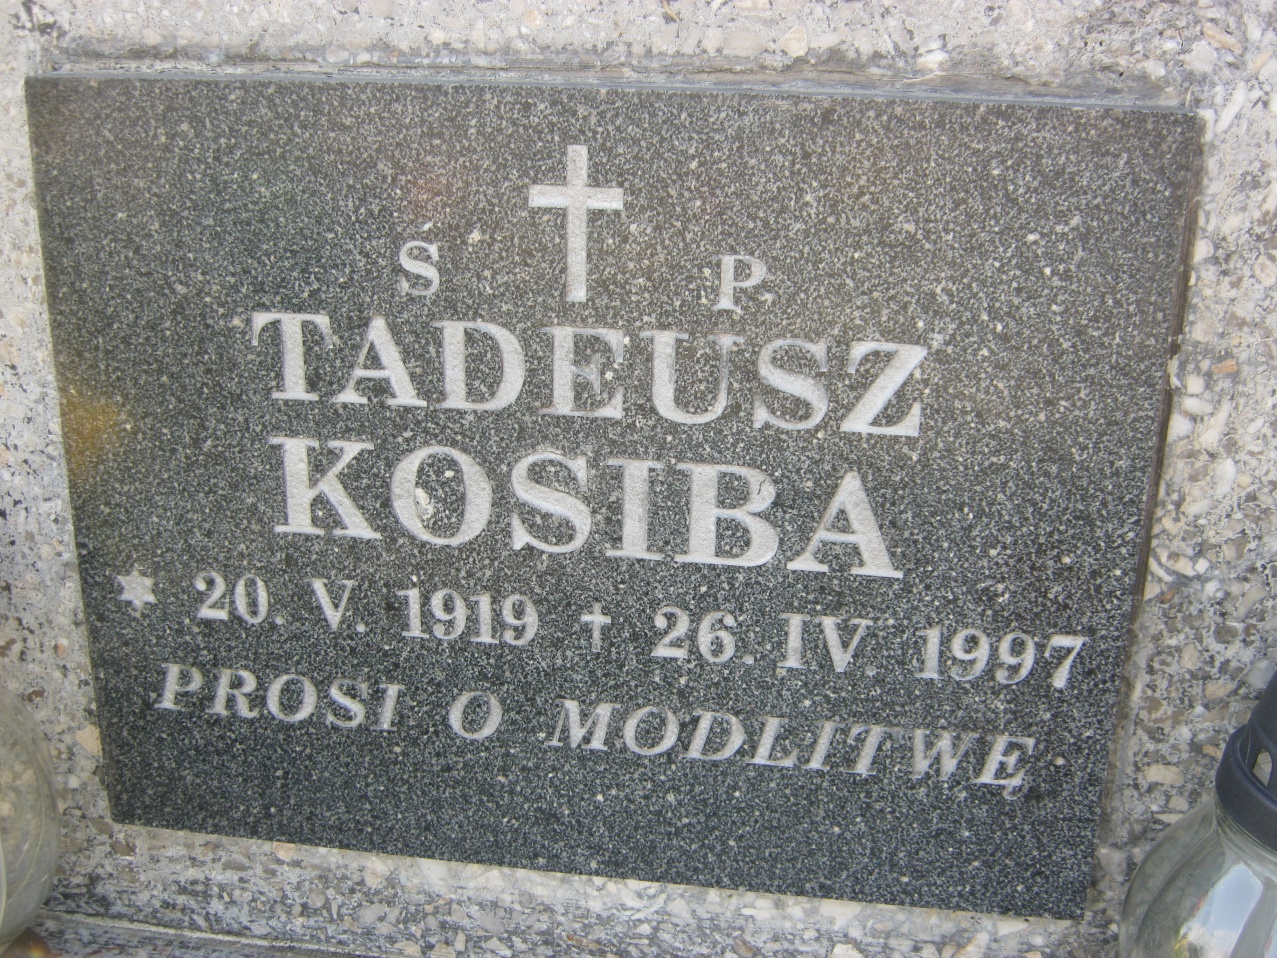 Ś P
TADEUSZ
KOSIBA
20. V. 1919 † 26. IV. 1997
PROSI O MODLITWĘ